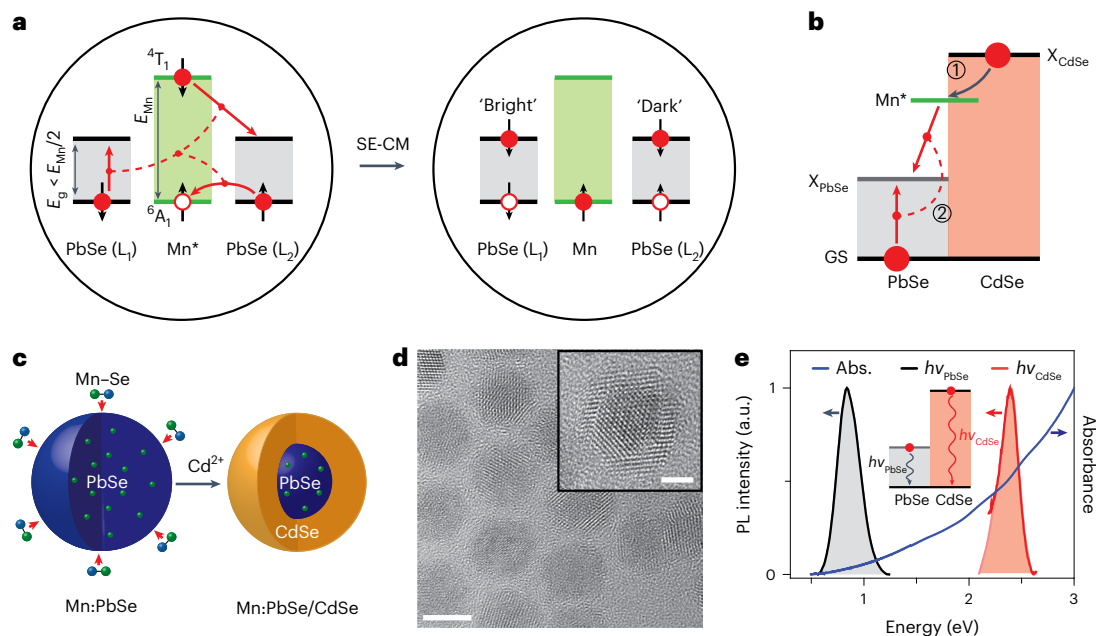 a
⁴T₁
E_Mn
E_g < E_Mn/2
⁶A₁
PbSe (L₁)
Mn*
PbSe (L₂)
SE-CM
'Bright'
'Dark'
PbSe (L₁)
Mn
PbSe (L₂)
b
X_CdSe
①
Mn*
X_PbSe
②
GS
PbSe
CdSe
c
Mn–Se
PbSe
Cd²⁺
PbSe
CdSe
Mn:PbSe
Mn:PbSe/CdSe
d
e
Abs.
hν_PbSe
hν_CdSe
1
0
PL intensity (a.u.)
hν_CdSe
hν_PbSe
PbSe
CdSe
Absorbance
1
2
3
Energy (eV)